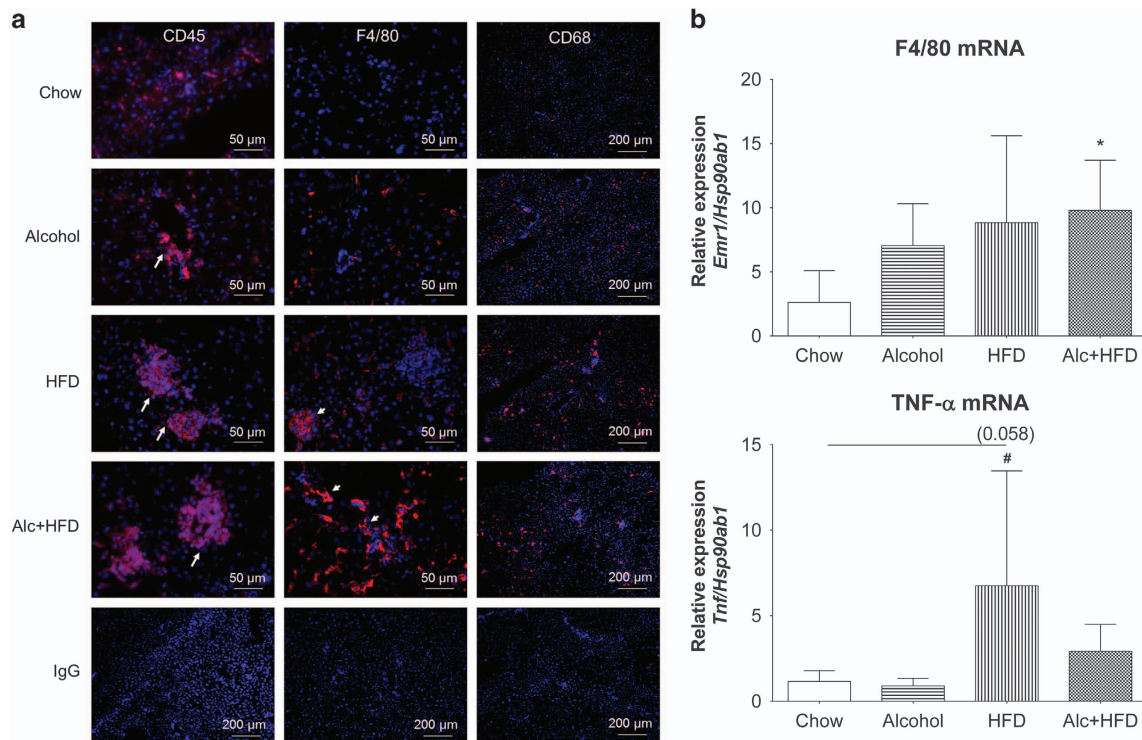 a
CD45 F4/80 CD68
Chow
50 µm 50 µm 200 µm
Alcohol
50 µm 50 µm 200 µm
HFD
50 µm 50 µm 200 µm
Alc+HFD
50 µm 50 µm 200 µm
IgG
200 µm 200 µm 200 µm
b
F4/80 mRNA
Relative expression
Emr1/Hsp90ab1
20
15
10
5
0
*
Chow Alcohol HFD Alc+HFD
TNF-α mRNA
(0.058)
#
Relative expression
Tnf/Hsp90ab1
15
10
5
0
Chow Alcohol HFD Alc+HFD